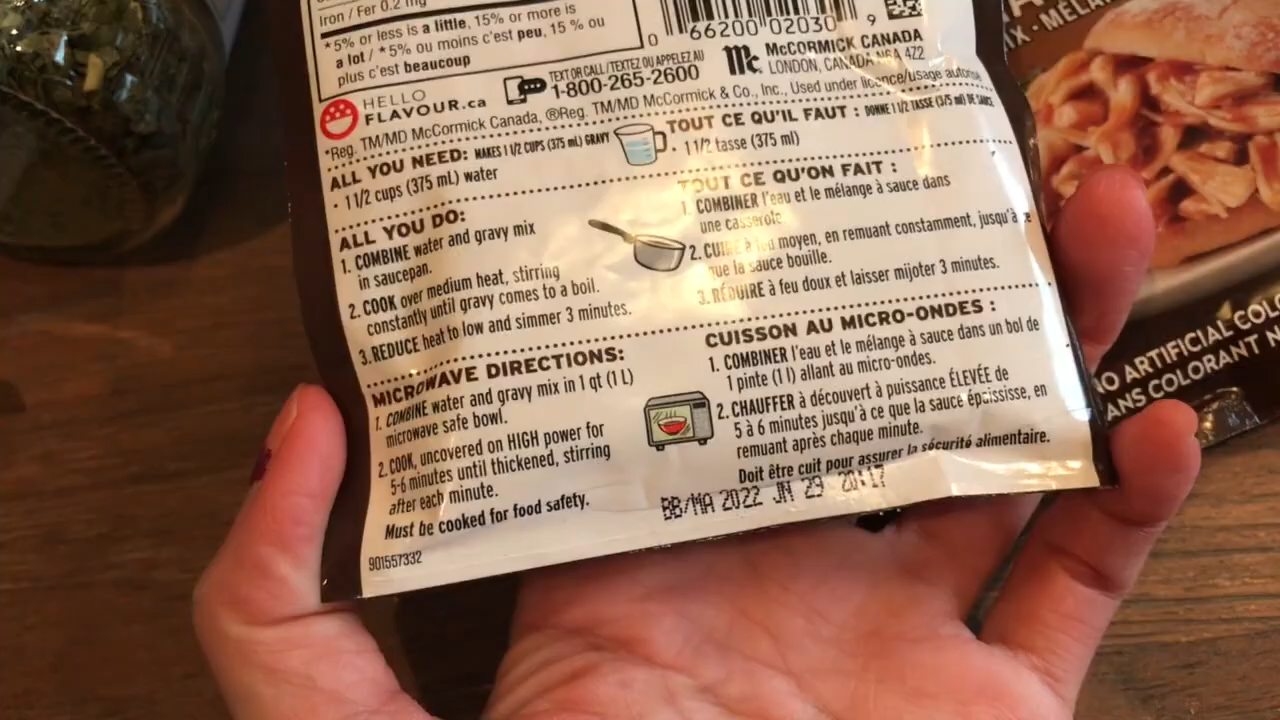 Iron / Fer 0.2 mg
*5% or less is a little, 15% or more is
a lot / *5% ou moins c'est peu, 15 % ou
plus c'est beaucoup
0 66200 02030 9
McCORMICK CANADA
LONDON, CANADA N6A 4Z2
TEXT OR CALL/TEXTEZ OU APPELEZ AU
1-800-265-2600
HELLO
FLAVOUR.ca
*Reg. TM/MD McCormick Canada, ®Reg. TM/MD McCormick & Co., Inc., Used under licence/usage autorisé
ALL YOU NEED: MAKES 1 1/2 CUPS (375 mL) GRAVY
• 1 1/2 cups (375 mL) water
ALL YOU DO:
1. COMBINE water and gravy mix
in saucepan.
2. COOK over medium heat, stirring
constantly until gravy comes to a boil.
3. REDUCE heat to low and simmer 3 minutes.
MICROWAVE DIRECTIONS:
1. COMBINE water and gravy mix in 1 qt (1 L)
microwave safe bowl.
2. COOK, uncovered on HIGH power for
5-6 minutes until thickened, stirring
after each minute.
Must be cooked for food safety.
901557332
TOUT CE QU'IL FAUT : DONNE 1 1/2 TASSE (375 ml) DE SAUCE
• 1 1/2 tasse (375 ml)
TOUT CE QU'ON FAIT :
1. COMBINER l'eau et le mélange à sauce dans
une casserole.
2. CUIRE à feu moyen, en remuant constamment, jusqu'à ce
que la sauce bouille.
3. RÉDUIRE à feu doux et laisser mijoter 3 minutes.
CUISSON AU MICRO-ONDES :
1. COMBINER l'eau et le mélange à sauce dans un bol de
1 pinte (1 l) allant au micro-ondes.
2. CHAUFFER à découvert à puissance ÉLEVÉE de
5 à 6 minutes jusqu'à ce que la sauce épaississe, en
remuant après chaque minute.
Doit être cuit pour assurer la sécurité alimentaire.
BB/MA 2022 JN 29 20:17
ARTIFICIAL
COLORANT